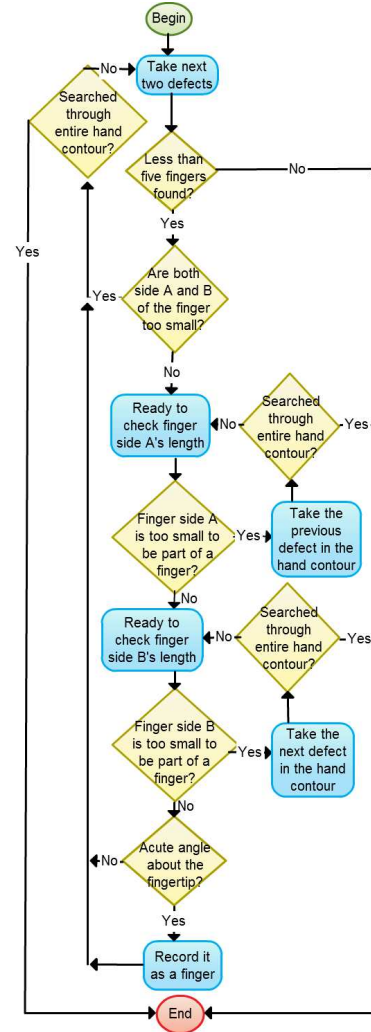 Begin
No
Take next
two defects
Searched
through
entire hand
contour?
Less than
five fingers
found?
No
Yes
Yes
Are both
side A and B
of the finger
too small?
Yes
No
Ready to
check finger
side A's length
No
Searched
through
entire hand
contour?
Yes
Finger side A
is too small to
be part of a
finger?
Yes
Take the
previous
defect in the
hand contour
No
Ready to
check finger
side B's length
No
Searched
through
entire hand
contour?
Yes
Finger side B
is too small to
be part of a
finger?
Yes
Take the
next defect
in the hand
contour
No
Acute angle
about the
fingertip?
No
Yes
Record it
as a finger
End